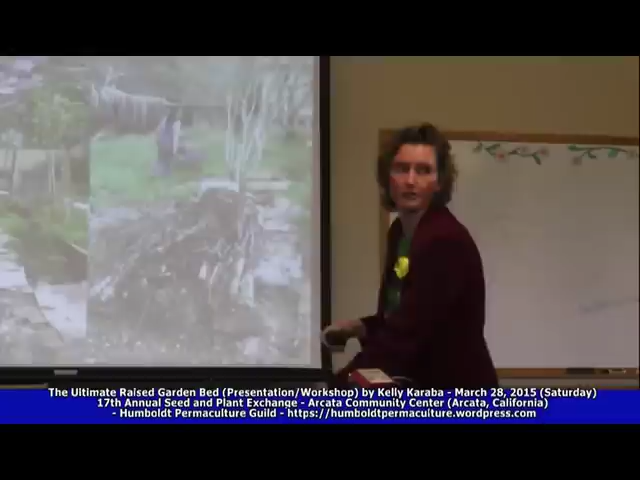 The Ultimate Raised Garden Bed (Presentation/Workshop) by Kelly Karaba - March 28, 2015 (Saturday)
17th Annual Seed and Plant Exchange - Arcata Community Center (Arcata, California)
- Humboldt Permaculture Guild - https://humboldtpermaculture.wordpress.com